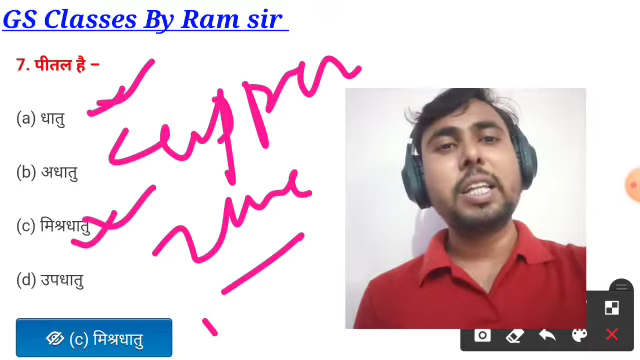 GS Classes By Ram sir
7. पीतल है –
(a) धातु
(b) अधातु
(c) मिश्रधातु
(d) उपधातु
(c) मिश्रधातु